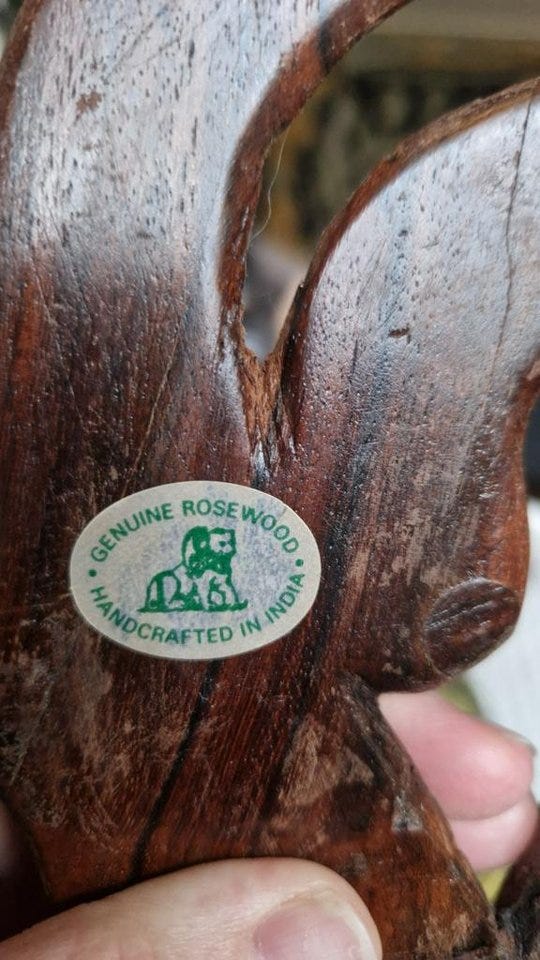 • GENUINE ROSEWOOD •
HANDCRAFTED IN INDIA